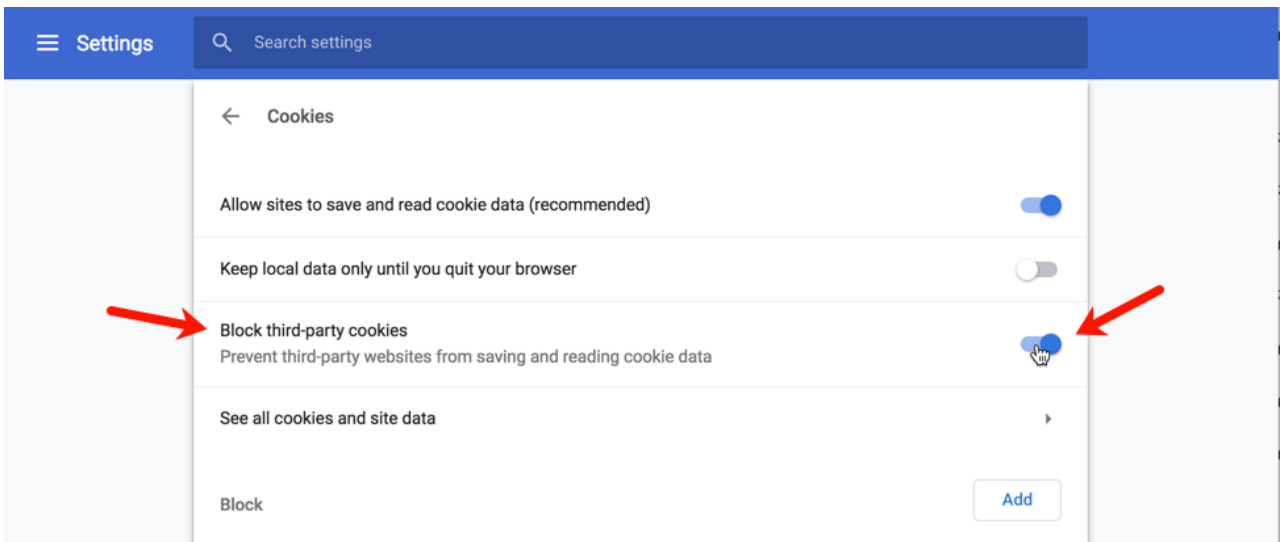 Settings
Search settings
Cookies
Allow sites to save and read cookie data (recommended)
Keep local data only until you quit your browser
Block third-party cookies
Prevent third-party websites from saving and reading cookie data
See all cookies and site data
Block
Add